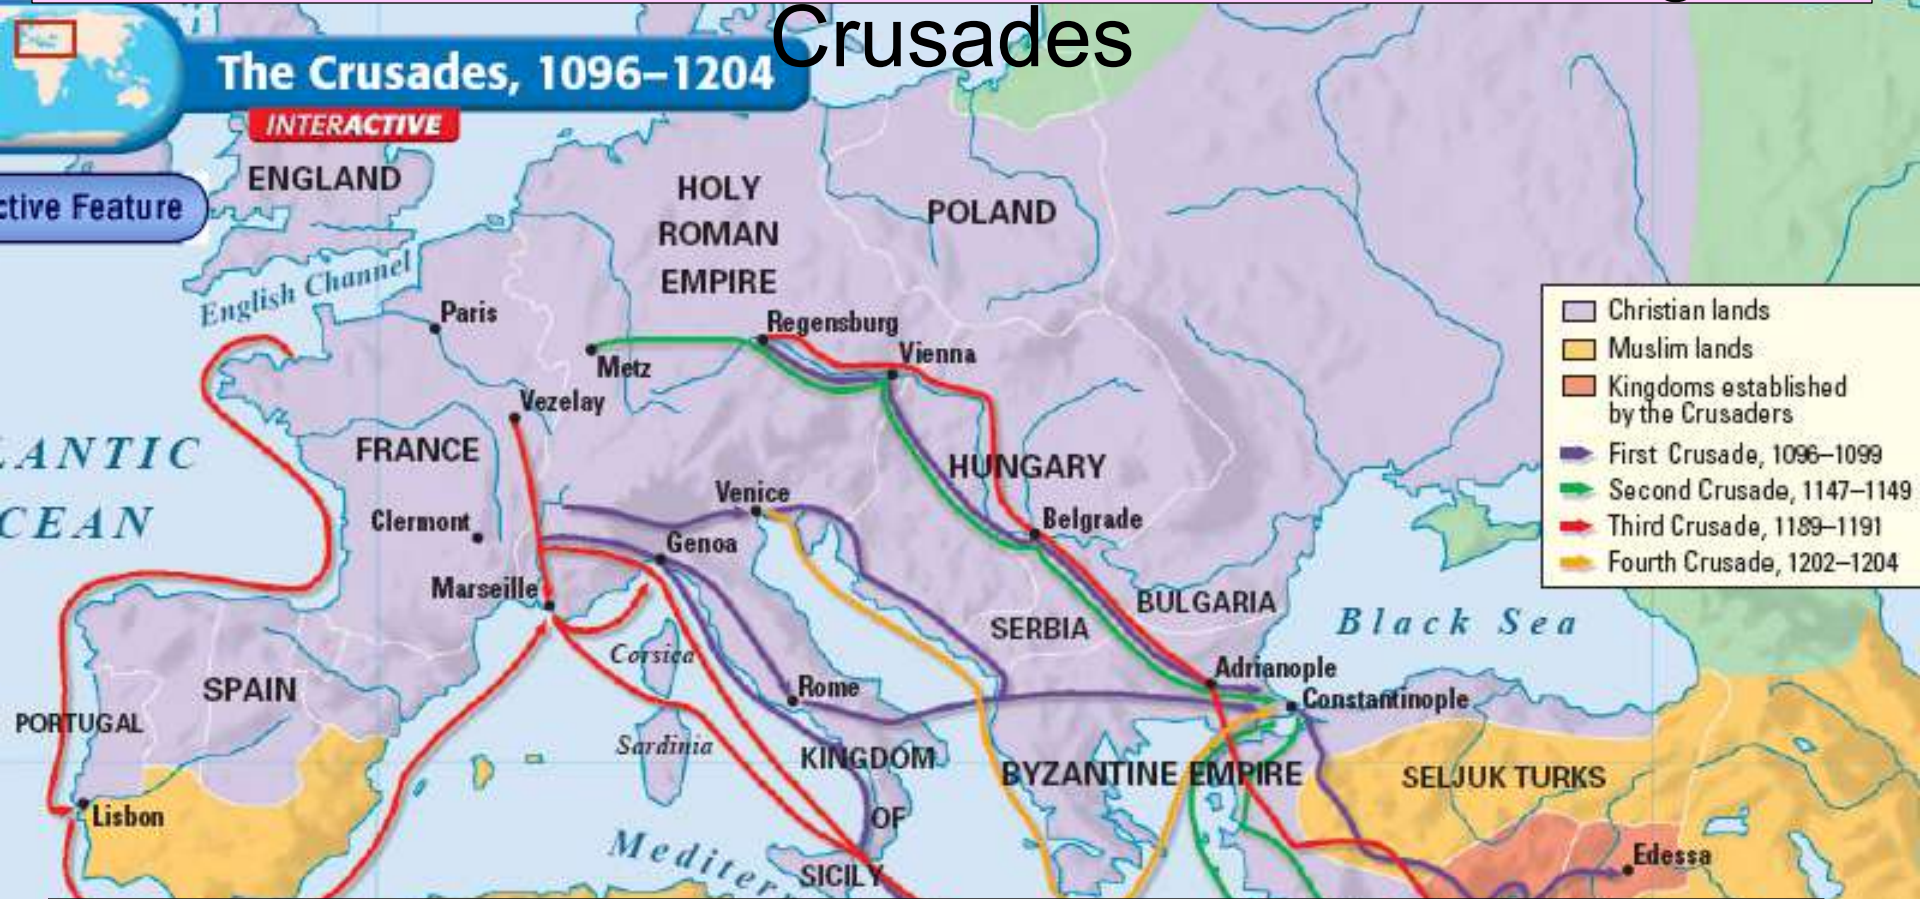 Crusades
The Crusades, 1096–1204
INTERACTIVE
ctive Feature
ENGLAND
English Channel
HOLY
ROMAN
EMPIRE
POLAND
Paris
Regensburg
Metz
Vienna
Vezelay
LANTIC
CEAN
FRANCE
HUNGARY
Venice
Clermont
Genoa
Belgrade
Marseille
BULGARIA
SERBIA
Black Sea
Corsica
SPAIN
Rome
Adrianople
Constantinople
PORTUGAL
Sardinia
KINGDOM
OF
SICILY
BYZANTINE EMPIRE
SELJUK TURKS
Lisbon
Mediter
Edessa
Christian lands
Muslim lands
Kingdoms established
by the Crusaders
First Crusade, 1096–1099
Second Crusade, 1147–1149
Third Crusade, 1189–1191
Fourth Crusade, 1202–1204